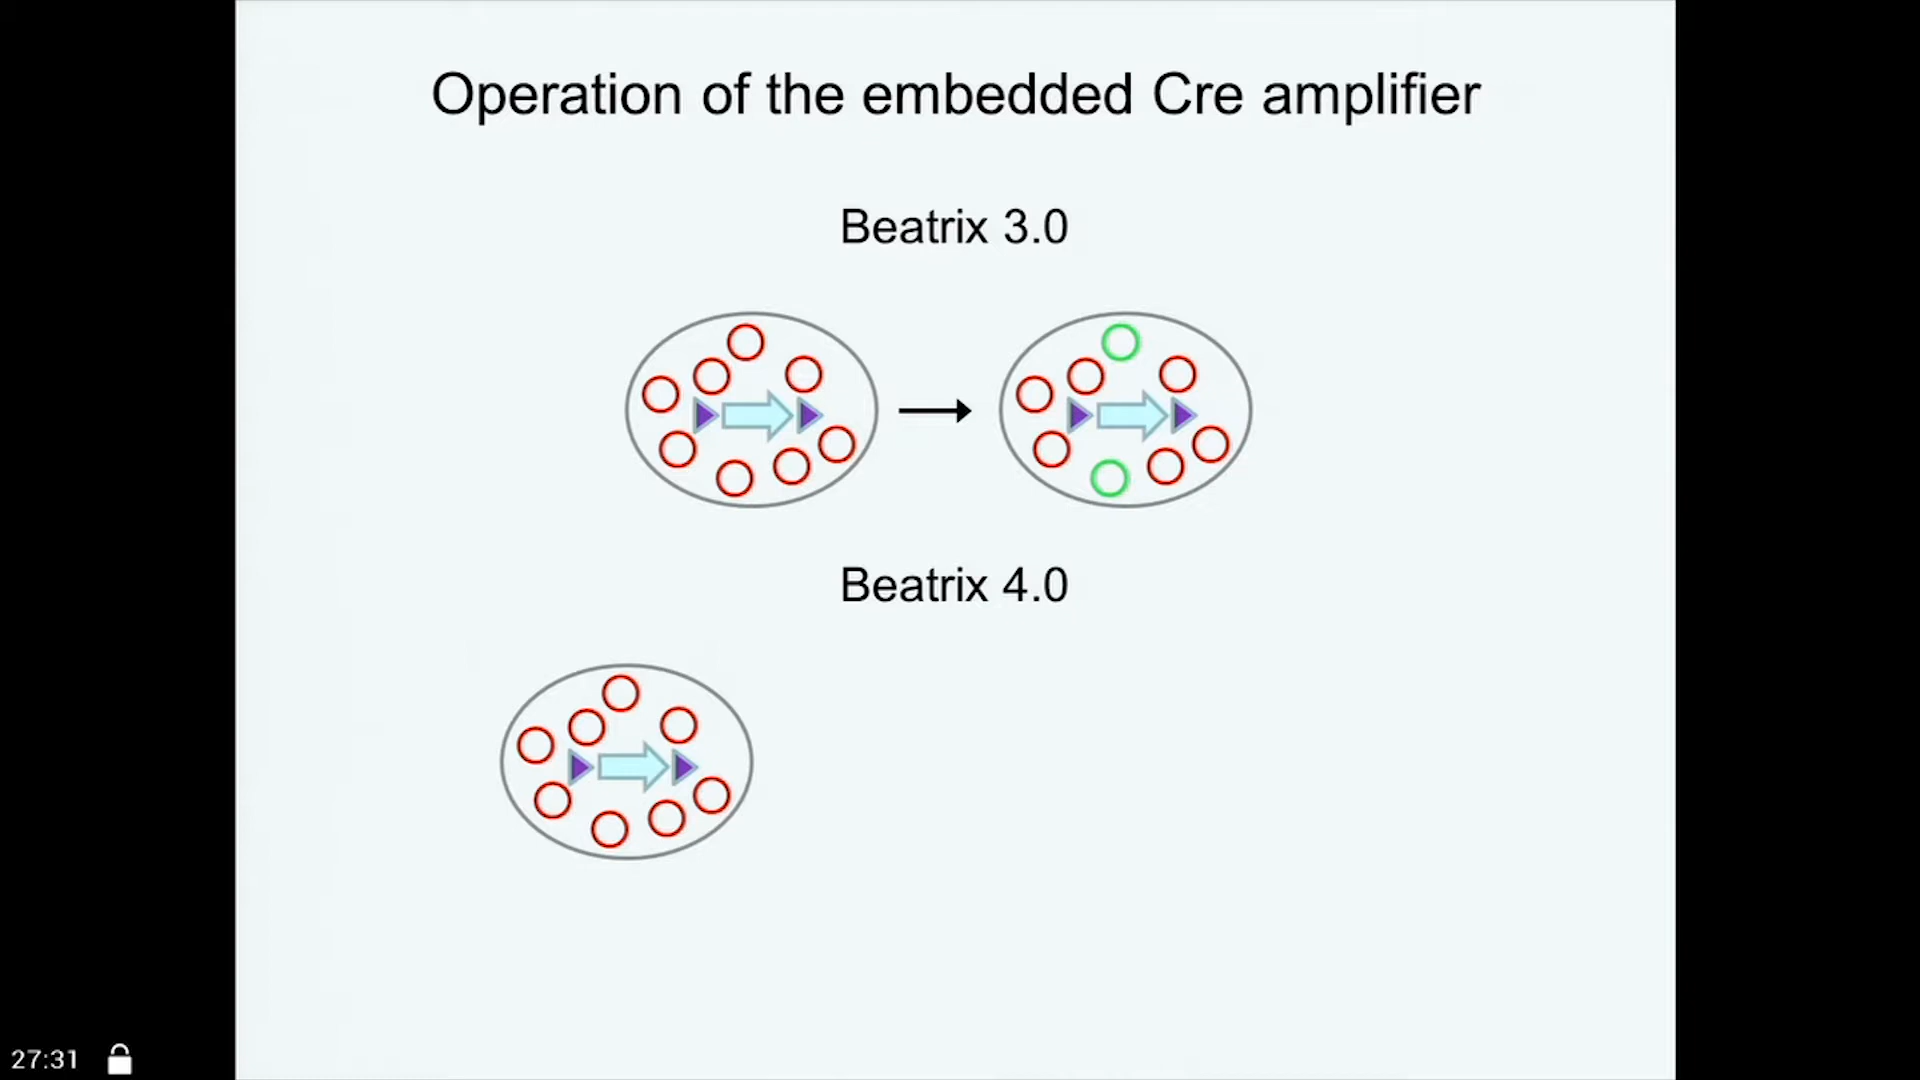 Operation of the embedded Cre amplifier
Beatrix 3.0
Beatrix 4.0
27:31